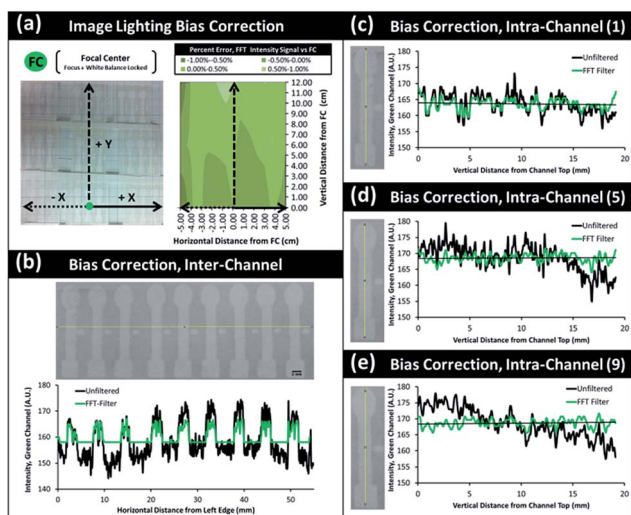 (a) Image Lighting Bias Correction
FC
Focal Center
Focus + White Balance Locked
+ Y
- X
+ X
Percent Error, FFT Intensity Signal vs FC
-1.00%--0.50%
-0.50%-0.00%
0.00%-0.50%
0.50%-1.00%
12.00
11.00
10.00
9.00
8.00
7.00
6.00
5.00
4.00
3.00
2.00
1.00
0.00
Vertical Distance from FC (cm)
-5.00
-4.00
-3.00
-2.00
-1.00
0.00
1.00
2.00
3.00
4.00
5.00
Horizontal Distance from FC (cm)
(b) Bias Correction, Inter-Channel
Unfiltered
FFT-Filter
Intensity, Green Channel (A.U.)
180
170
160
150
140
0 10 20 30 40 50
Horizontal Distance from Left Edge (mm)
(c) Bias Correction, Intra-Channel (1)
Unfiltered
FFT Filter
Intensity, Green Channel (A.U.)
180
175
170
165
160
155
150
0 5 10 15 20
Vertical Distance from Channel Top (mm)
(d) Bias Correction, Intra-Channel (5)
Unfiltered
FFT Filter
Intensity, Green Channel (A.U.)
180
175
170
165
160
155
150
0 5 10 15 20
Vertical Distance from Channel Top (mm)
(e) Bias Correction, Intra-Channel (9)
Unfiltered
FFT Filter
Intensity, Green Channel (A.U.)
180
175
170
165
160
155
150
0 5 10 15 20
Vertical Distance from Channel Top (mm)